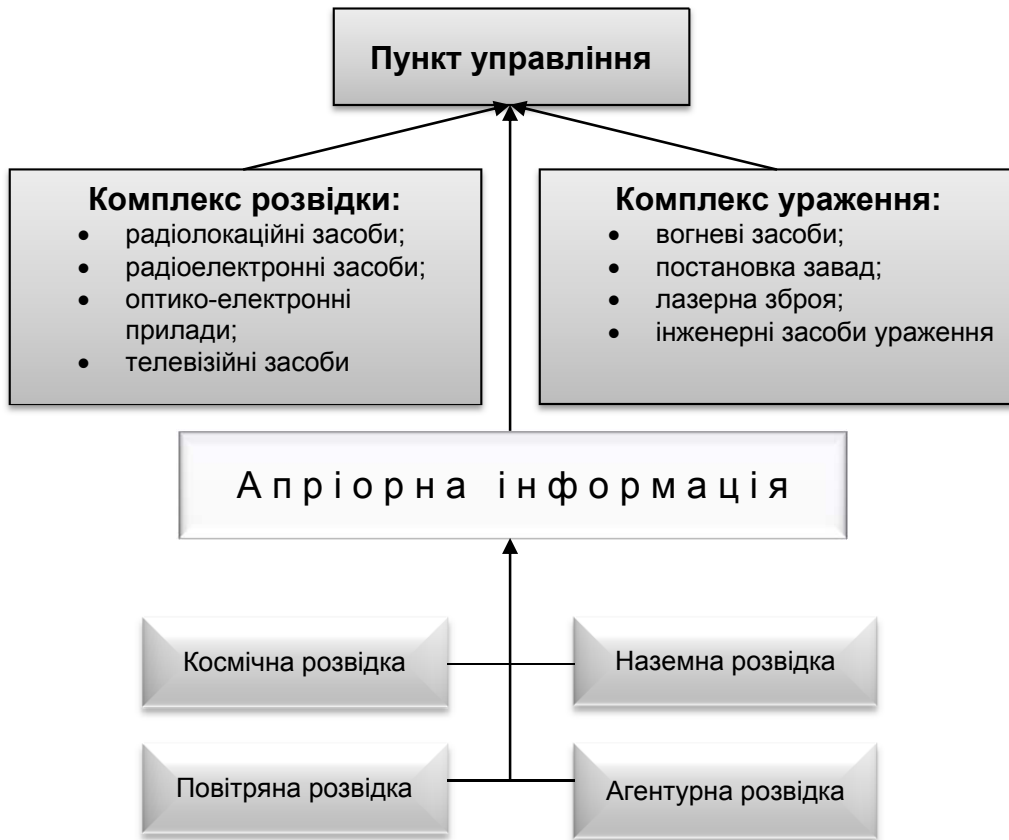 Пункт управління
Комплекс розвідки:
• радіолокаційні засоби;
• радіоелектронні засоби;
• оптико-електронні
прилади;
• телевізійні засоби
Комплекс ураження:
• вогневі засоби;
• постановка завад;
• лазерна зброя;
• інженерні засоби ураження
Апріорна інформація
Космічна розвідка
Наземна розвідка
Повітряна розвідка
Агентурна розвідка